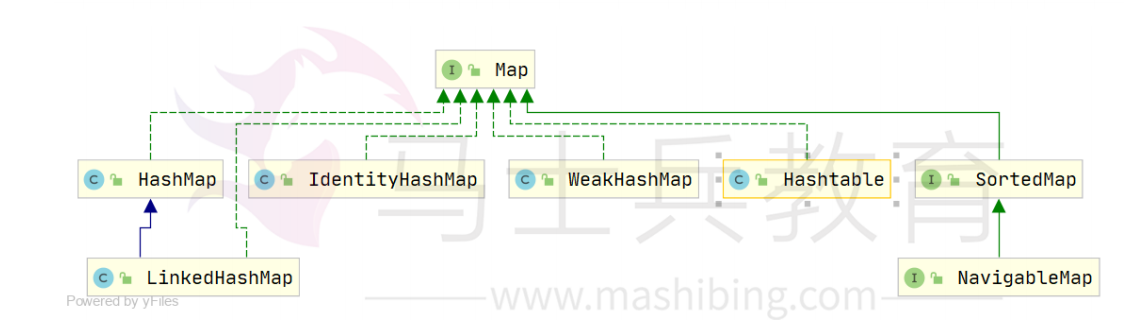 I Map
C HashMap
C IdentityHashMap
C WeakHashMap
C Hashtable
I SortedMap
马士兵教育
C LinkedHashMap
I NavigableMap
Powered by yFiles
www.mashibing.com